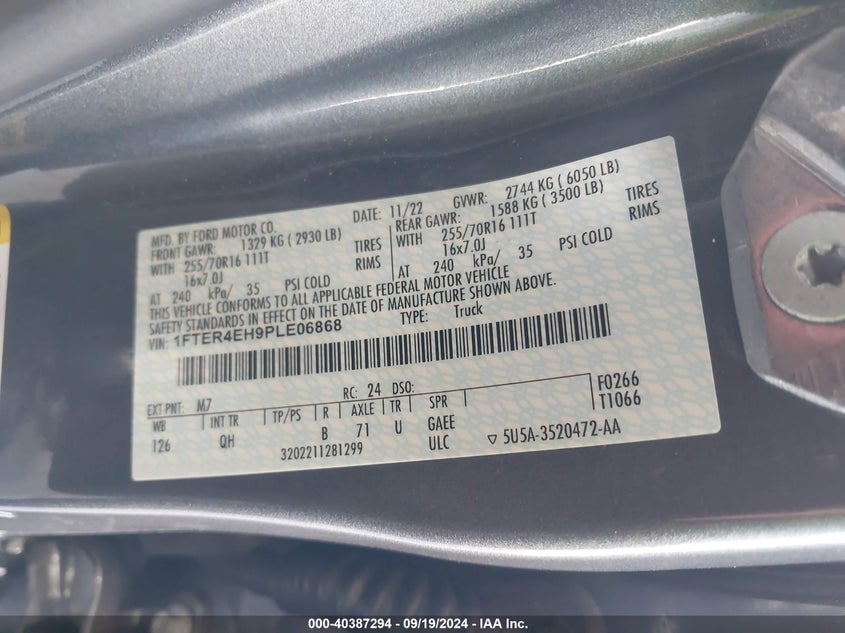 MFD. BY FORD MOTOR CO. DATE: 11/22 GVWR: 2744 KG ( 6050 LB)
FRONT GAWR: 1329 KG ( 2930 LB) REAR GAWR: 1588 KG ( 3500 LB)
WITH 255/70R16 111T TIRES WITH 255/70R16 111T TIRES
16x7.0J RIMS 16x7.0J RIMS
AT 240 kPa/ 35 PSI COLD AT 240 kPa/ 35 PSI COLD
THIS VEHICLE CONFORMS TO ALL APPLICABLE FEDERAL MOTOR VEHICLE
SAFETY STANDARDS IN EFFECT ON THE DATE OF MANUFACTURE SHOWN ABOVE.
VIN: 1FTER4EH9PLE06868 TYPE: Truck
EXT PNT: M7 RC: 24 DSO: F0266
WB INT TR TP/PS R AXLE TR SPR T1066
126 QH B 71 U GAEE
3202211281299 ULC ▽ 5U5A-3520472-AA
000-40387294 - 09/19/2024 - IAA Inc.